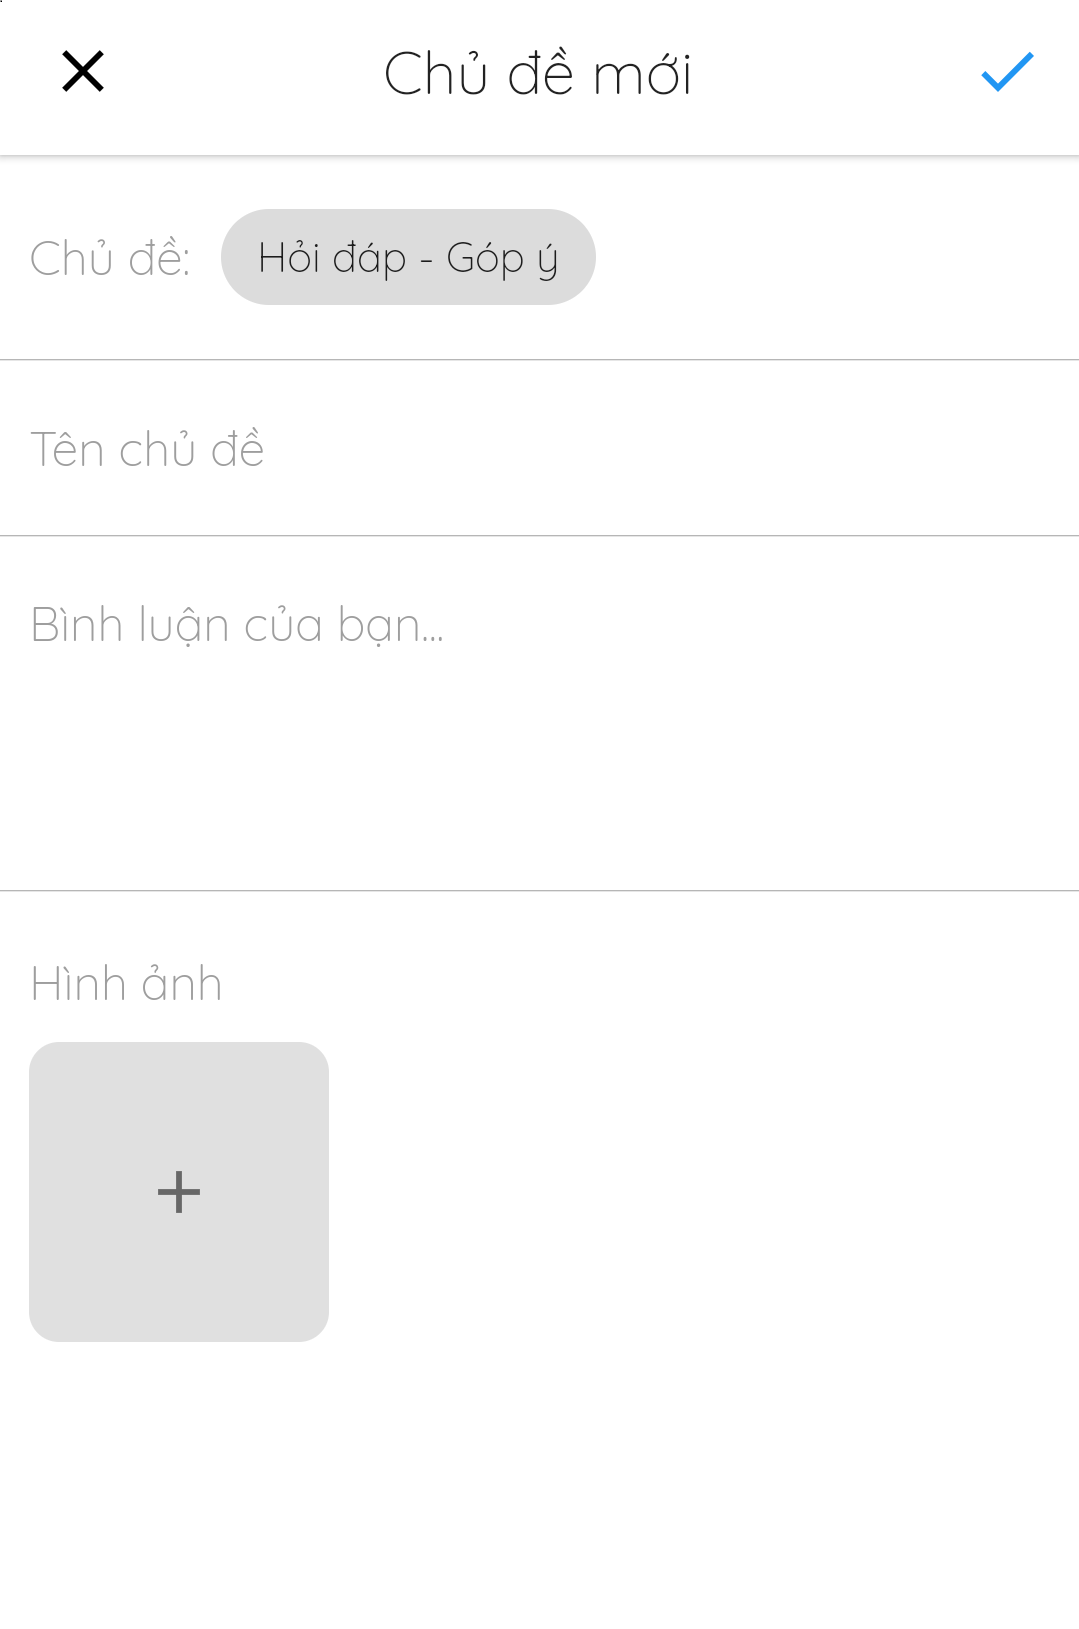 Chủ đề mới
Chủ đề: Hỏi đáp - Góp ý
Tên chủ đề
Bình luận của bạn...
Hình ảnh